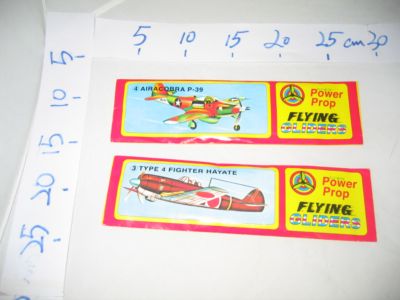 5 10 15 20 25 cm 30
5
10
15
20
25
4 AIRACOBRA P-39
Power
Prop
FLYING
GLIDERS
3 TYPE 4 FIGHTER HAYATE
Power
Prop
FLYING
GLIDERS